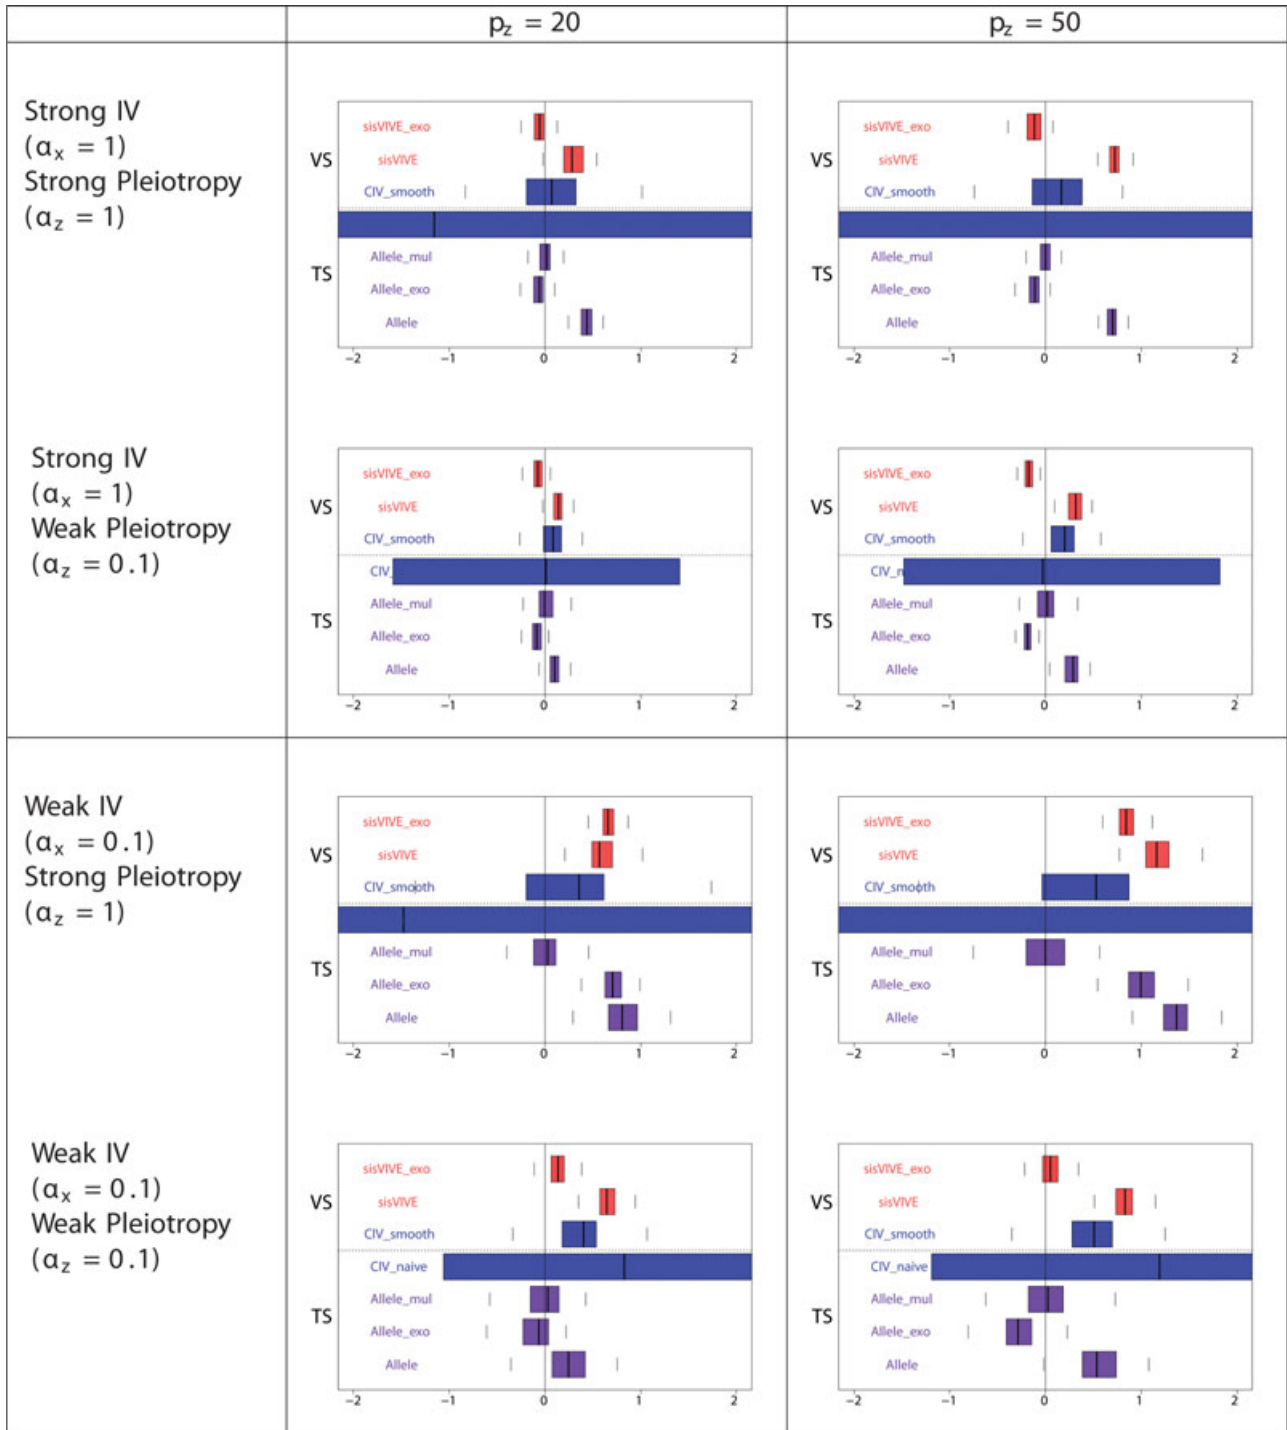 p_z = 20
p_z = 50
Strong IV
(α_x = 1)
Strong Pleiotropy
(α_z = 1)
VS
TS
sisVIVE_exo
sisVIVE
CIV_smooth
Allele_mul
Allele_exo
Allele
−2 −1 0 1 2
VS
TS
sisVIVE_exo
sisVIVE
CIV_smooth
Allele_mul
Allele_exo
Allele
−2 −1 0 1 2
Strong IV
(α_x = 1)
Weak Pleiotropy
(α_z = 0.1)
VS
TS
sisVIVE_exo
sisVIVE
CIV_smooth
CIV_
Allele_mul
Allele_exo
Allele
−2 −1 0 1 2
VS
TS
sisVIVE_exo
sisVIVE
CIV_smooth
CIV_n
Allele_mul
Allele_exo
Allele
−2 −1 0 1 2
Weak IV
(α_x = 0.1)
Strong Pleiotropy
(α_z = 1)
VS
TS
sisVIVE_exo
sisVIVE
CIV_smooth
Allele_mul
Allele_exo
Allele
−2 −1 0 1 2
VS
TS
sisVIVE_exo
sisVIVE
CIV_smooth
Allele_mul
Allele_exo
Allele
−2 −1 0 1 2
Weak IV
(α_x = 0.1)
Weak Pleiotropy
(α_z = 0.1)
VS
TS
sisVIVE_exo
sisVIVE
CIV_smooth
CIV_naive
Allele_mul
Allele_exo
Allele
−2 −1 0 1 2
VS
TS
sisVIVE_exo
sisVIVE
CIV_smooth
CIV_naive
Allele_mul
Allele_exo
Allele
−2 −1 0 1 2